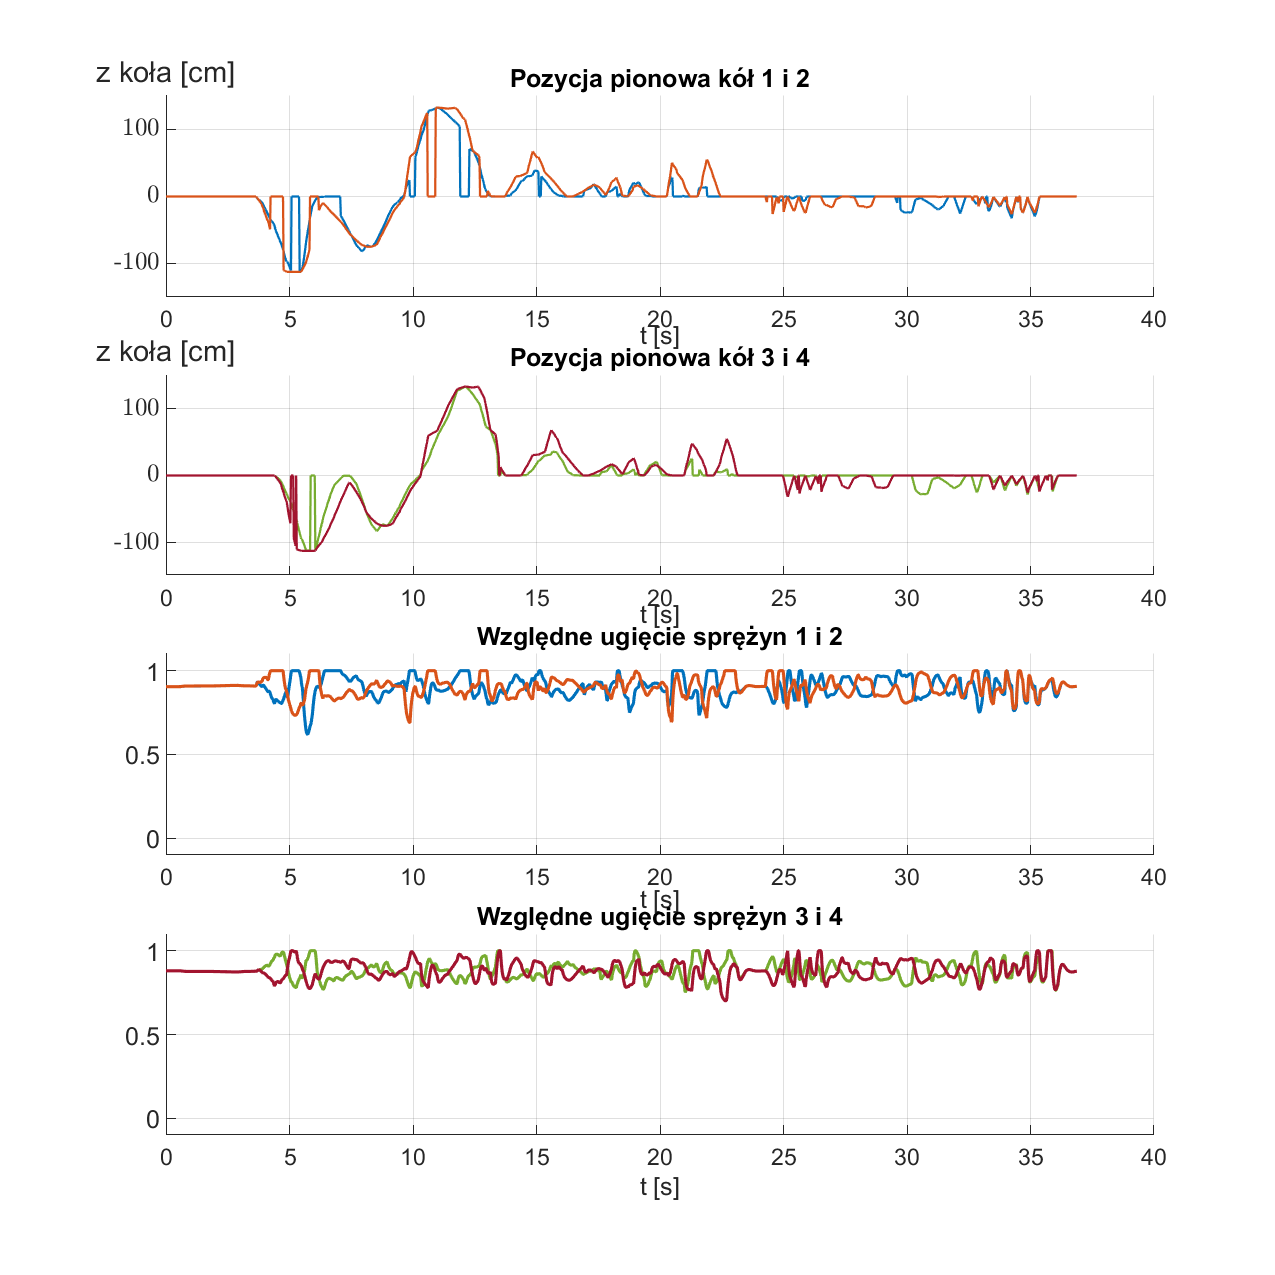 z koła [cm]
Pozycja pionowa kół 1 i 2
100
0
-100
0 5 10 15 20 25 30 35 40
t [s]
z koła [cm]
Pozycja pionowa kół 3 i 4
100
0
-100
0 5 10 15 20 25 30 35 40
t [s]
Względne ugięcie sprężyn 1 i 2
1
0.5
0
0 5 10 15 20 25 30 35 40
t [s]
Względne ugięcie sprężyn 3 i 4
1
0.5
0
0 5 10 15 20 25 30 35 40
t [s]